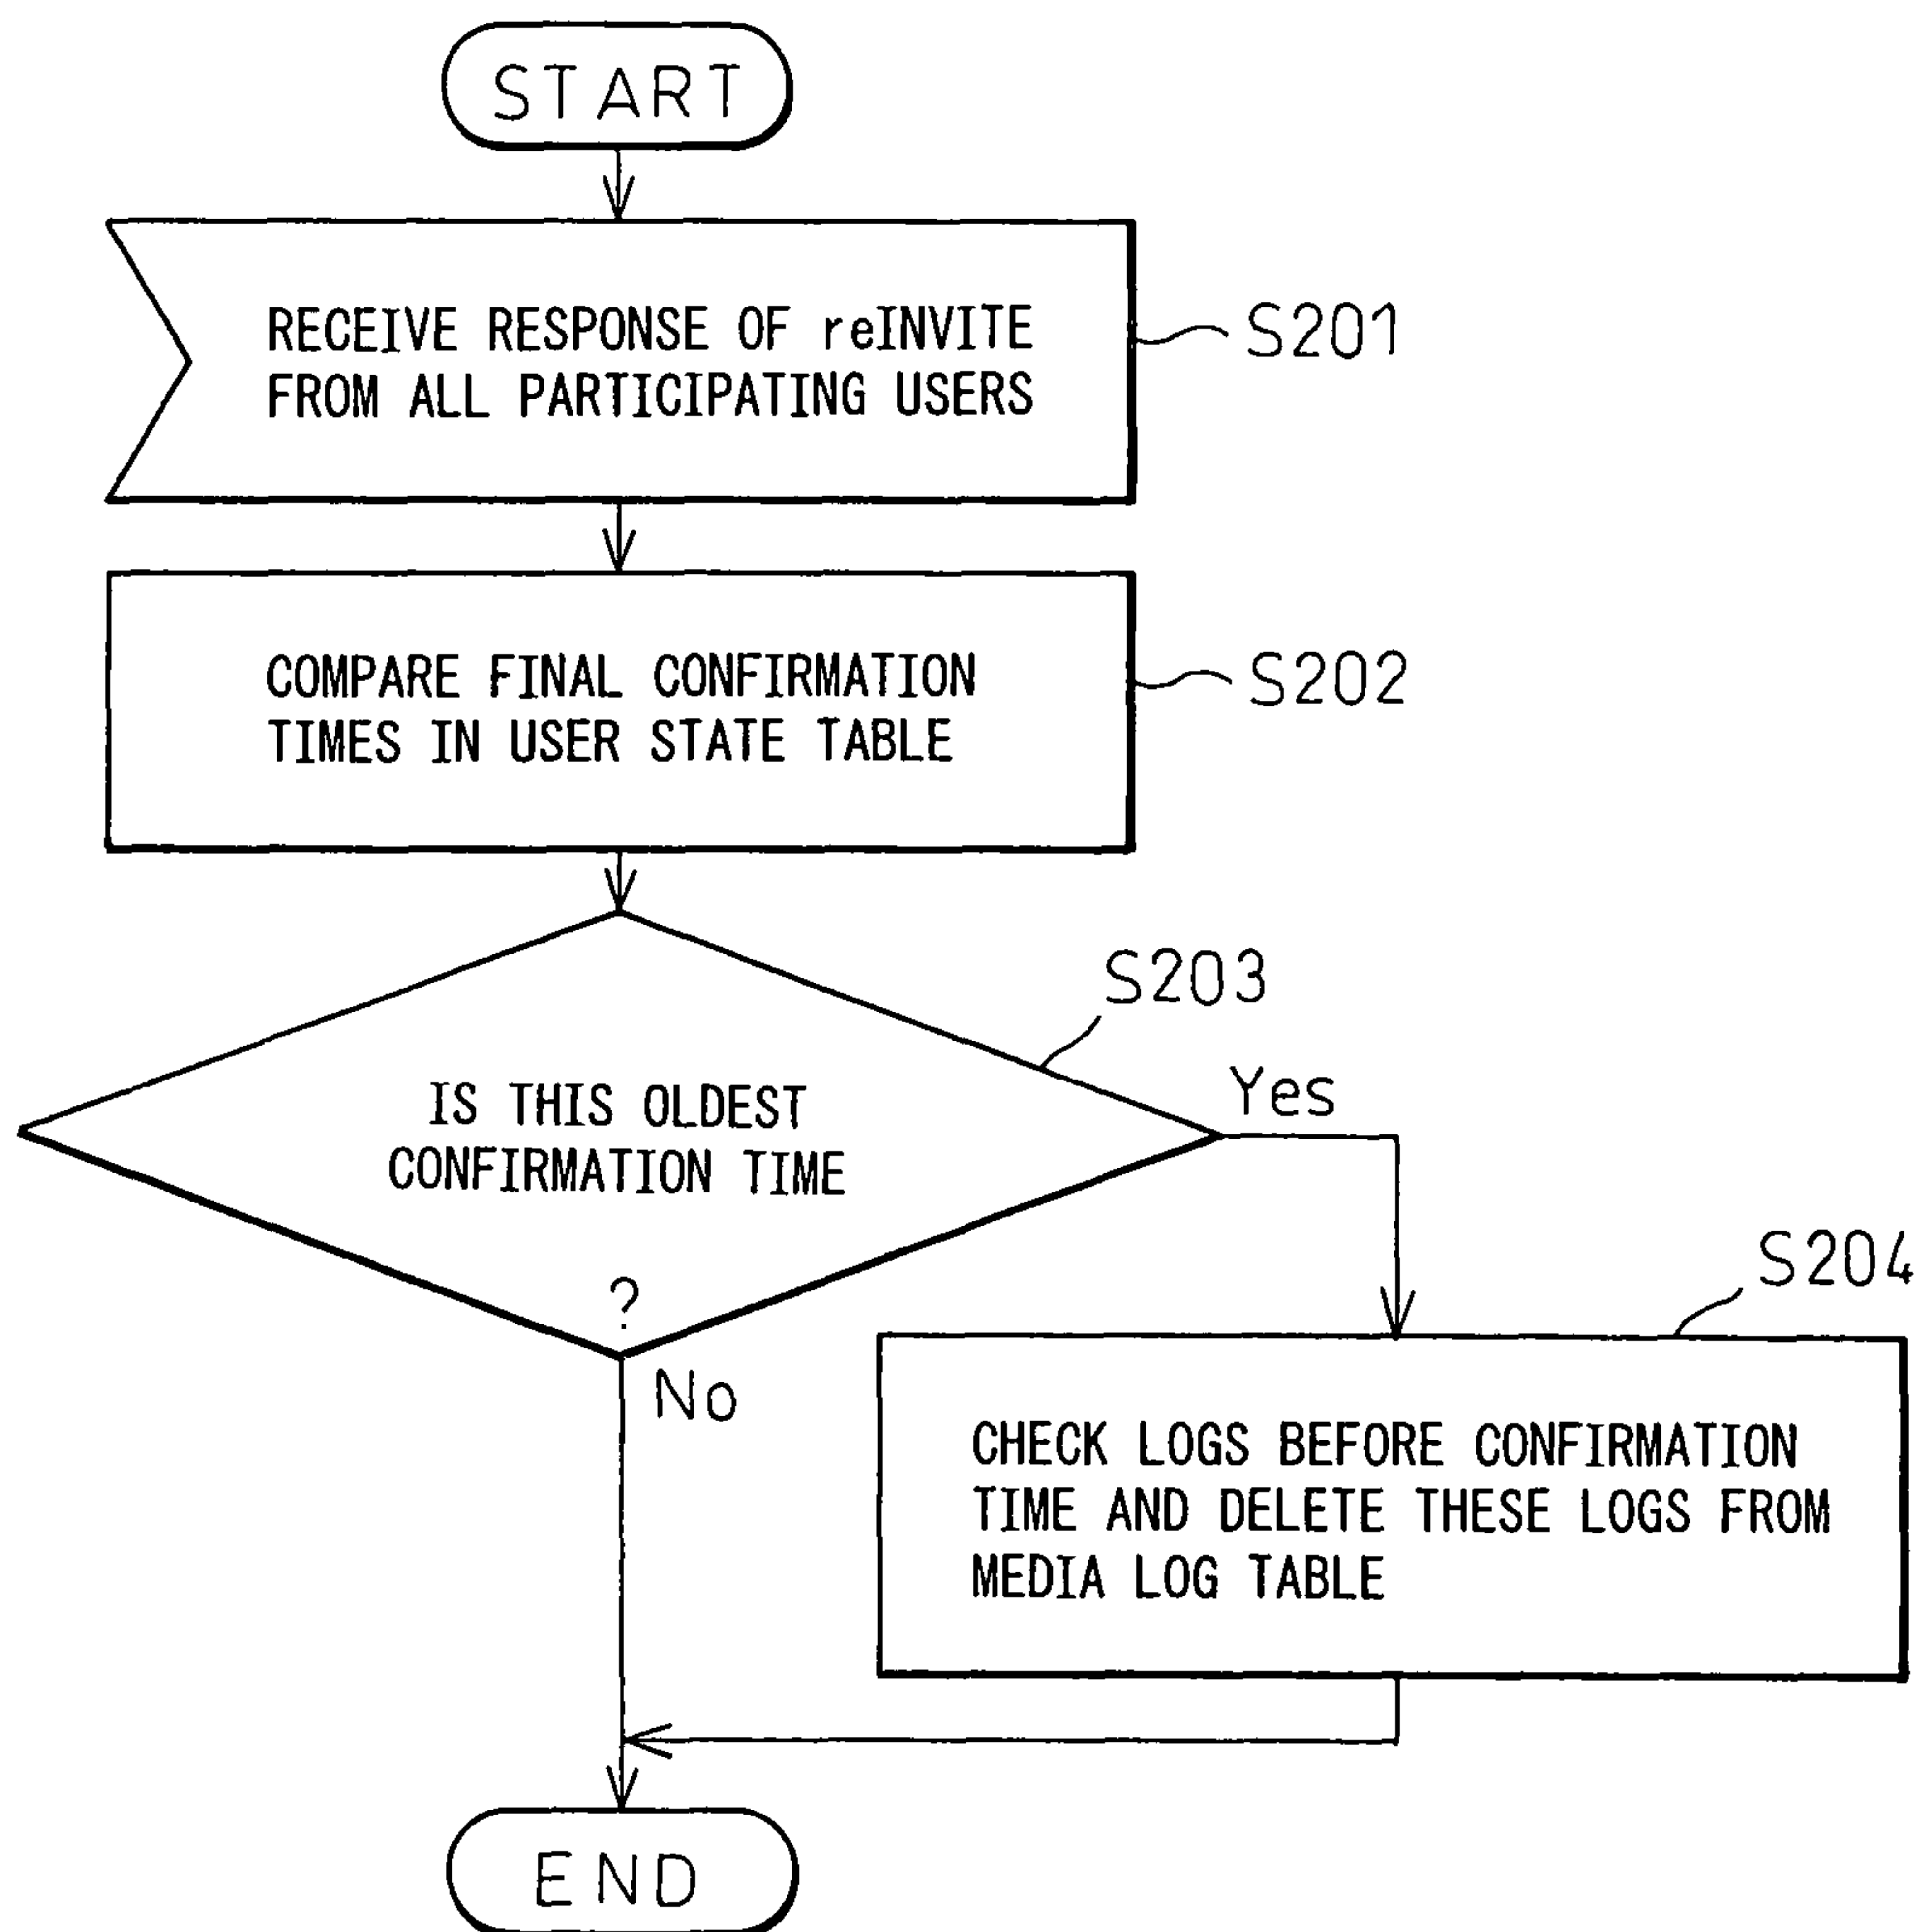 START
RECEIVE RESPONSE OF reINVITE
FROM ALL PARTICIPATING USERS
S201
COMPARE FINAL CONFIRMATION
TIMES IN USER STATE TABLE
S202
S203
IS THIS OLDEST
CONFIRMATION TIME
?
Yes
No
S204
CHECK LOGS BEFORE CONFIRMATION
TIME AND DELETE THESE LOGS FROM
MEDIA LOG TABLE
END